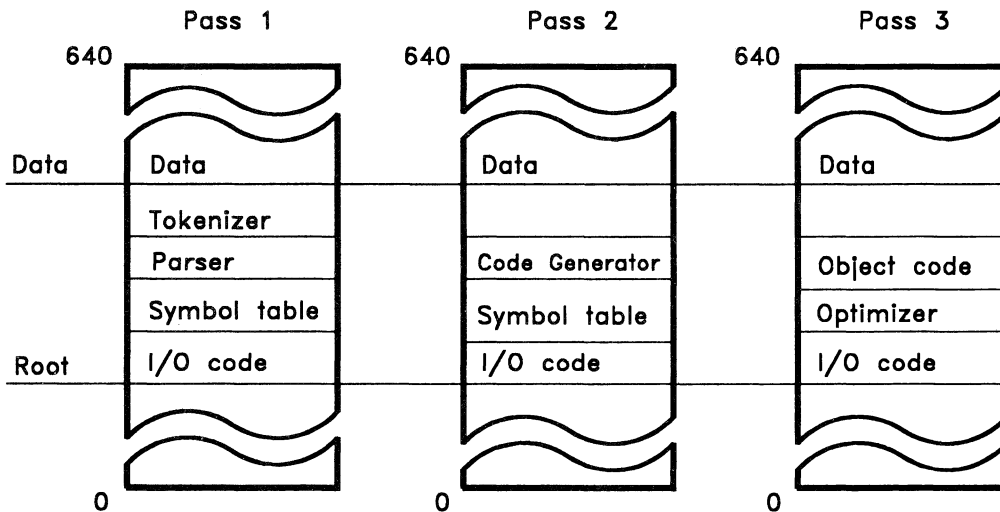 Pass 1
Pass 2
Pass 3
640
640
640
Data
Data
Data
Data
Tokenizer
Parser
Code Generator
Object code
Symbol table
Symbol table
Optimizer
Root
I/O code
I/O code
I/O code
0
0
0